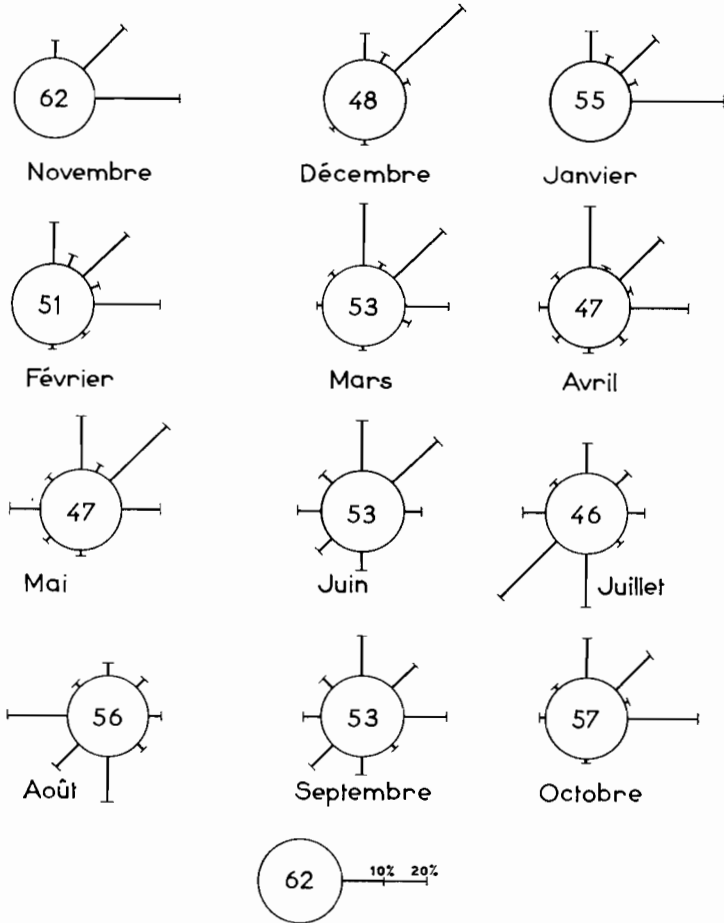 62
48
55
Novembre
Décembre
Janvier
51
53
47
Février
Mars
Avril
47
53
46
Mai
Juin
Juillet
56
53
57
Août
Septembre
Octobre
62 10% 20%